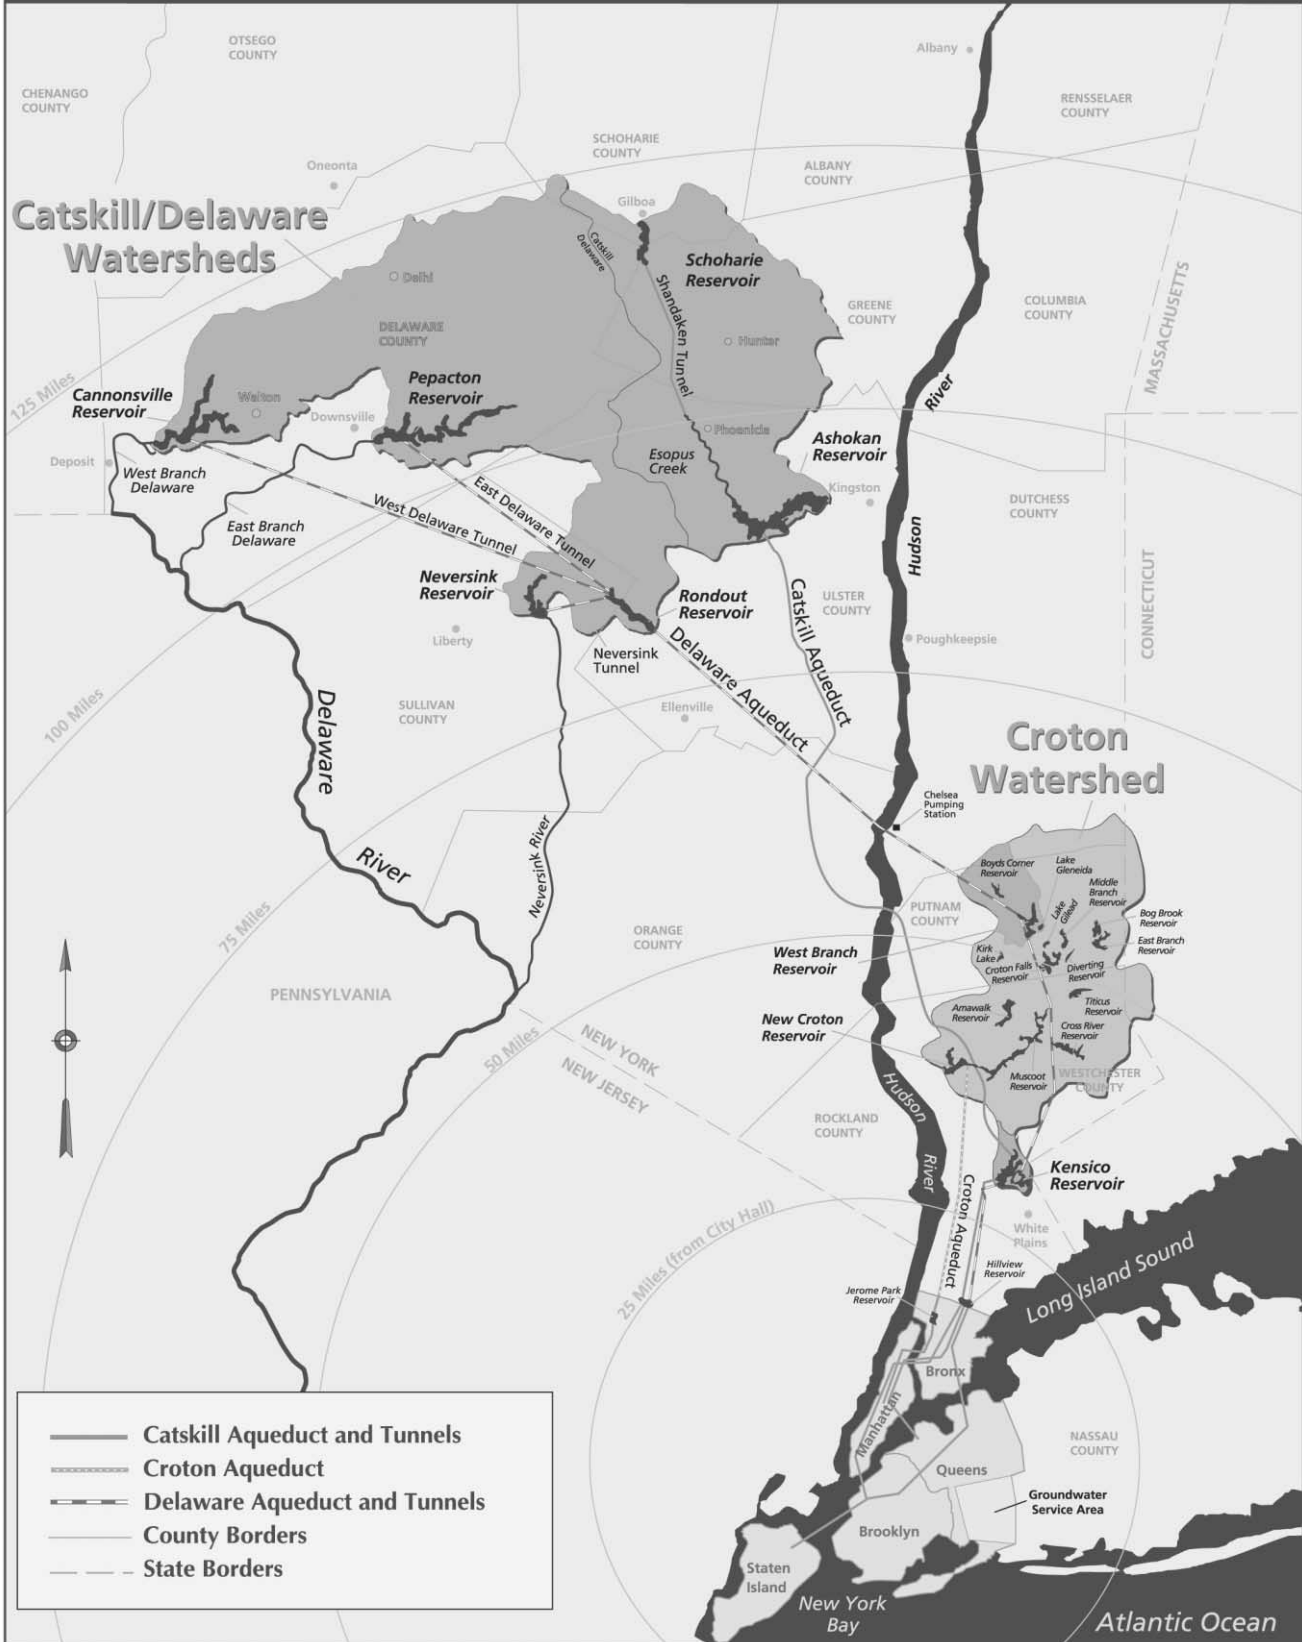 Albany
OTSEGO
COUNTY
CHENANGO
COUNTY
RENSSELAER
COUNTY
SCHOHARIE
COUNTY
ALBANY
COUNTY
Oneonta
Catskill/Delaware
Watersheds
Gilboa
Catskill
Delaware
Schoharie
Reservoir
Delhi
Shandaken Tunnel
GREENE
COUNTY
COLUMBIA
COUNTY
MASSACHUSETTS
DELAWARE
COUNTY
Hunter
125 Miles
Cannonsville
Reservoir
Pepacton
Reservoir
River
Walton
Downsville
Phoenicia
Ashokan
Reservoir
Deposit
West Branch
Delaware
Esopus
Creek
Kingston
East Delaware Tunnel
West Delaware Tunnel
DUTCHESS
COUNTY
East Branch
Delaware
Hudson
Neversink
Reservoir
Rondout
Reservoir
Catskill Aqueduct
ULSTER
COUNTY
CONNECTICUT
Liberty
Neversink
Tunnel
Delaware Aqueduct
Poughkeepsie
100 Miles
Delaware
SULLIVAN
COUNTY
Ellenville
Croton
Watershed
Chelsea
Pumping
Station
River
Neversink River
Boyds Corner
Reservoir
Lake
Gleneida
Middle
Branch
Reservoir
Lake
Gilead
Bog Brook
Reservoir
East Branch
Reservoir
75 Miles
ORANGE
COUNTY
PUTNAM
COUNTY
West Branch
Reservoir
Kirk
Lake
Croton Falls
Reservoir
Diverting
Reservoir
PENNSYLVANIA
Titicus
Reservoir
Amawalk
Reservoir
New Croton
Reservoir
Cross River
Reservoir
50 Miles
NEW YORK
NEW JERSEY
Muscoot
Reservoir
WESTCHESTER
COUNTY
Hudson
ROCKLAND
COUNTY
River
Kensico
Reservoir
Croton Aqueduct
25 Miles (from City Hall)
White
Plains
Hillview
Reservoir
Long Island Sound
Jerome Park
Reservoir
Bronx
Manhattan
NASSAU
COUNTY
Queens
Groundwater
Service Area
Brooklyn
Staten
Island
New York
Bay
Atlantic Ocean
Catskill Aqueduct and Tunnels
Croton Aqueduct
Delaware Aqueduct and Tunnels
County Borders
State Borders